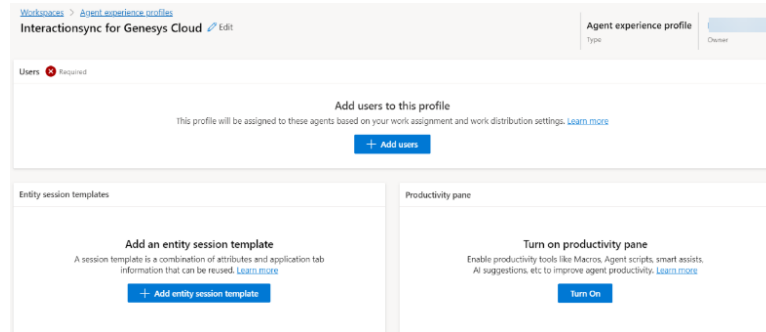 Workspaces > Agent experience profiles
Interactionsync for Genesys Cloud Edit
Agent experience profile
Type
Owner
Users Required
Add users to this profile
This profile will be assigned to these agents based on your work assignment and work distribution settings. Learn more
+ Add users
Entity session templates
Productivity pane
Add an entity session template
A session template is a combination of attributes and application tab
information that can be reused. Learn more
+ Add entity session template
Turn on productivity pane
Enable productivity tools like Macros, Agent scripts, smart assists,
AI suggestions, etc to improve agent productivity. Learn more
Turn On